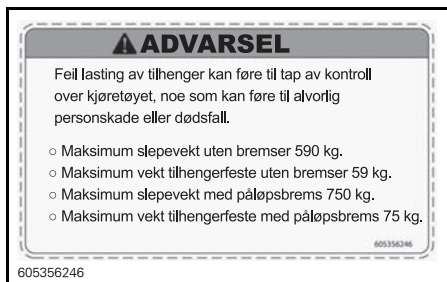 ADVARSEL
Feil lasting av tilhenger kan føre til tap av kontroll
over kjøretøyet, noe som kan føre til alvorlig
personskade eller dødsfall.
○ Maksimum slepevekt uten bremser 590 kg.
○ Maksimum vekt tilhengerfeste uten bremser 59 kg.
○ Maksimum slepevekt med påløpsbrems 750 kg.
○ Maksimum vekt tilhengerfeste med påløpsbrems 75 kg.
605356246
605356246